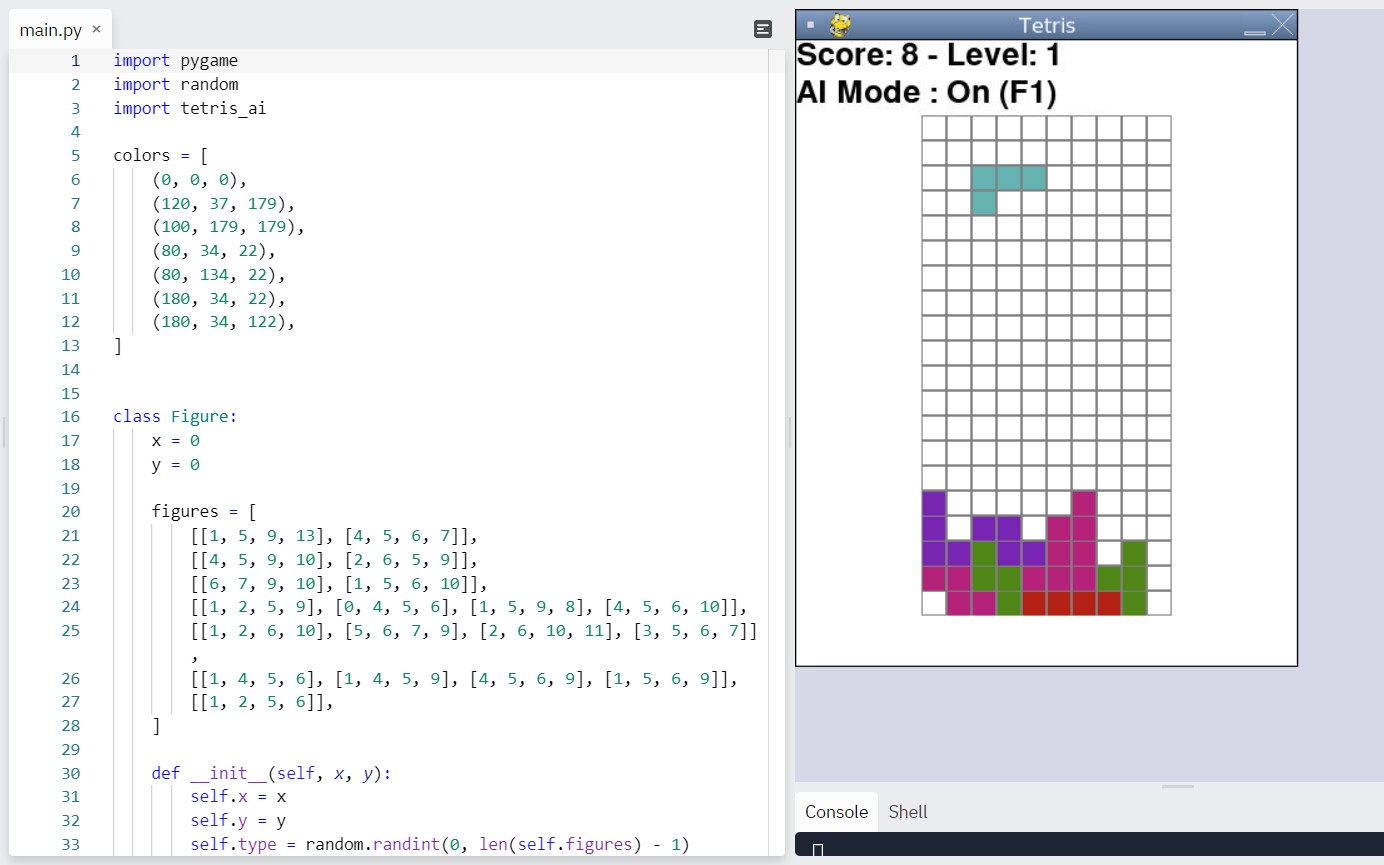 main.py ×
1 import pygame
2 import random
3 import tetris_ai
4
5 colors = [
6 (0, 0, 0),
7 (120, 37, 179),
8 (100, 179, 179),
9 (80, 34, 22),
10 (80, 134, 22),
11 (180, 34, 22),
12 (180, 34, 122),
13 ]
14
15
16 class Figure:
17 x = 0
18 y = 0
19
20 figures = [
21 [[1, 5, 9, 13], [4, 5, 6, 7]],
22 [[4, 5, 9, 10], [2, 6, 5, 9]],
23 [[6, 7, 9, 10], [1, 5, 6, 10]],
24 [[1, 2, 5, 9], [0, 4, 5, 6], [1, 5, 9, 8], [4, 5, 6, 10]],
25 [[1, 2, 6, 10], [5, 6, 7, 9], [2, 6, 10, 11], [3, 5, 6, 7]]
,
26 [[1, 4, 5, 6], [1, 4, 5, 9], [4, 5, 6, 9], [1, 5, 6, 9]],
27 [[1, 2, 5, 6]],
28 ]
29
30 def __init__(self, x, y):
31 self.x = x
32 self.y = y
33 self.type = random.randint(0, len(self.figures) - 1)
Tetris
Score: 8 - Level: 1
AI Mode : On (F1)
Console Shell